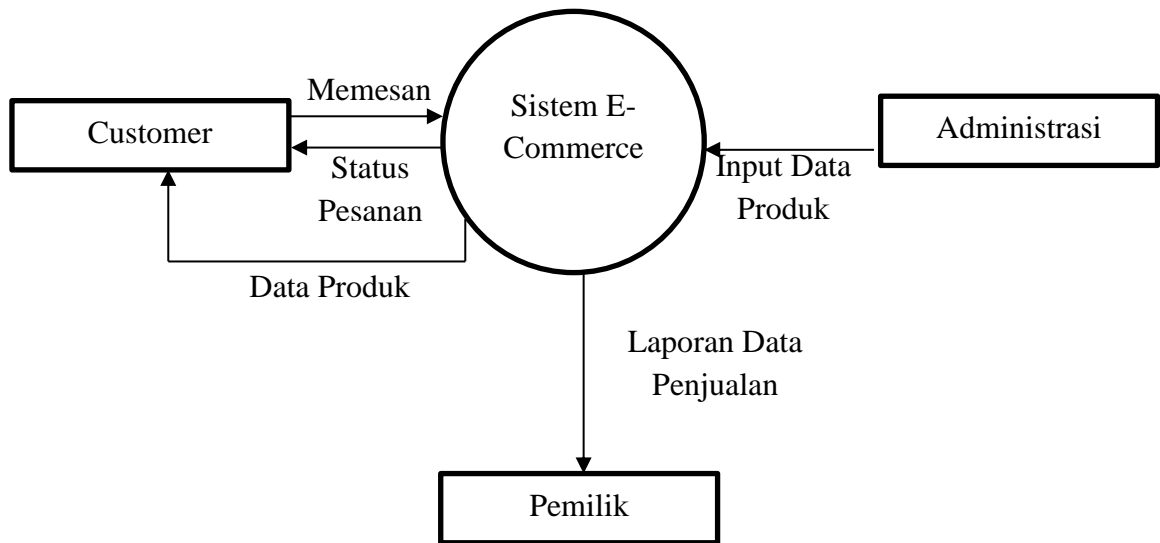 Memesan
Customer
Status
Pesanan
Data Produk
Sistem E-
Commerce
Administrasi
Input Data
Produk
Laporan Data
Penjualan
Pemilik